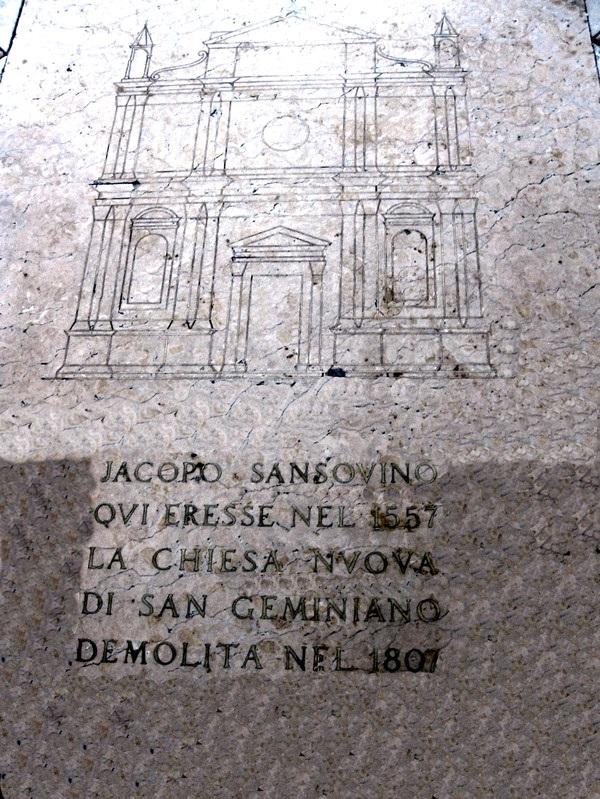 JACOPO SANSOVINO
QVI ERESSE NEL 1557
LA CHIESA NVOVA
DI SAN GEMINIANO
DEMOLITA NEL 1807